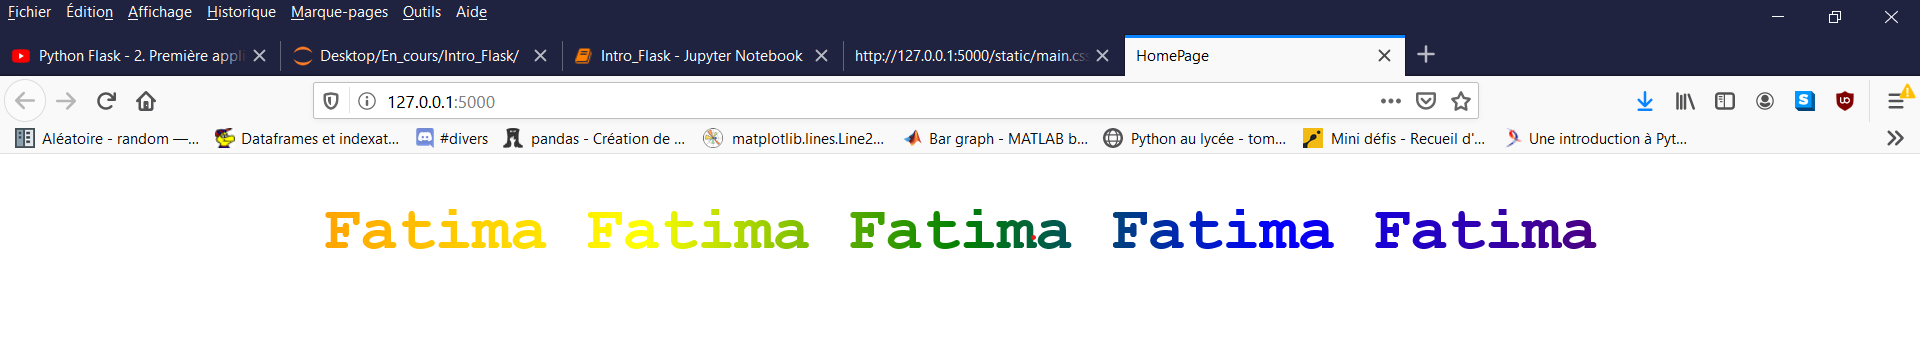 Fichier Édition Affichage Historique Marque-pages Outils Aide
Python Flask - 2. Première appli Desktop/En_cours/Intro_Flask/ Intro_Flask - Jupyter Notebook http://127.0.0.1:5000/static/main.css HomePage
127.0.0.1:5000
Aléatoire - random —... Dataframes et indexat... #divers pandas - Création de ... matplotlib.lines.Line2... Bar graph - MATLAB b... Python au lycée - tom... Mini défis - Recueil d'... Une introduction à Pyt...
Fatima Fatima Fatima Fatima Fatima